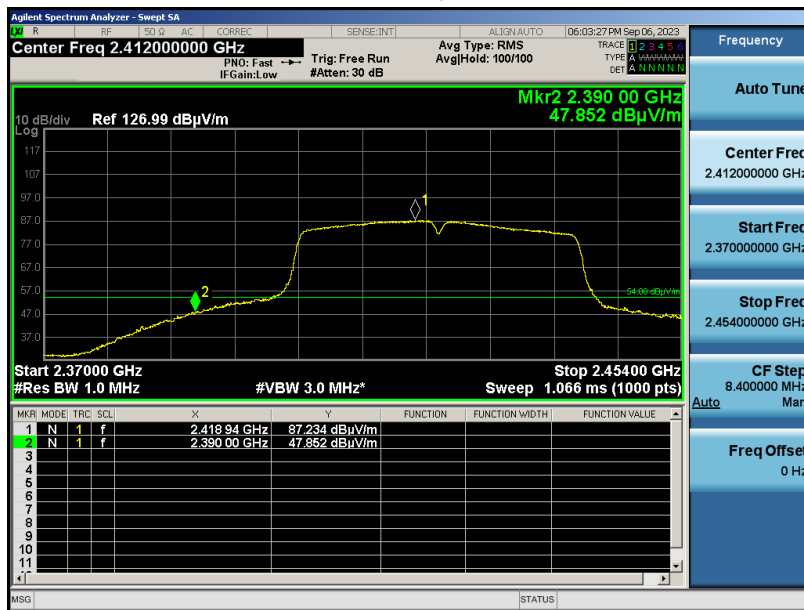 Agilent Spectrum Analyzer - Swept SA
R RF 50 Ω AC CORREC SENSE:INT ALIGN AUTO 06:03:27 PM Sep 06, 2023
Center Freq 2.412000000 GHz
PNO: Fast
IFGain:Low
Trig: Free Run
#Atten: 30 dB
Avg Type: RMS
Avg|Hold: 100/100
TRACE 1 2 3 4 5 6
TYPE A WWWWW
DET A N N N N N
Mkr2 2.390 00 GHz
47.852 dBµV/m
10 dB/div Ref 126.99 dBµV/m
Log
117
107
97.0
87.0
77.0
67.0
57.0
47.0
37.0
1
2
54.00 dBµV/m
Start 2.37000 GHz Stop 2.45400 GHz
#Res BW 1.0 MHz #VBW 3.0 MHz* Sweep 1.066 ms (1000 pts)
MKR MODE TRC SCL X Y FUNCTION FUNCTION WIDTH FUNCTION VALUE
1 N 1 f 2.418 94 GHz 87.234 dBµV/m
2 N 1 f 2.390 00 GHz 47.852 dBµV/m
3
4
5
6
7
8
9
10
11
MSG STATUS
Frequency
Auto Tune
Center Freq
2.412000000 GHz
Start Freq
2.370000000 GHz
Stop Freq
2.454000000 GHz
CF Step
8.400000 MHz
Auto Man
Freq Offset
0 Hz